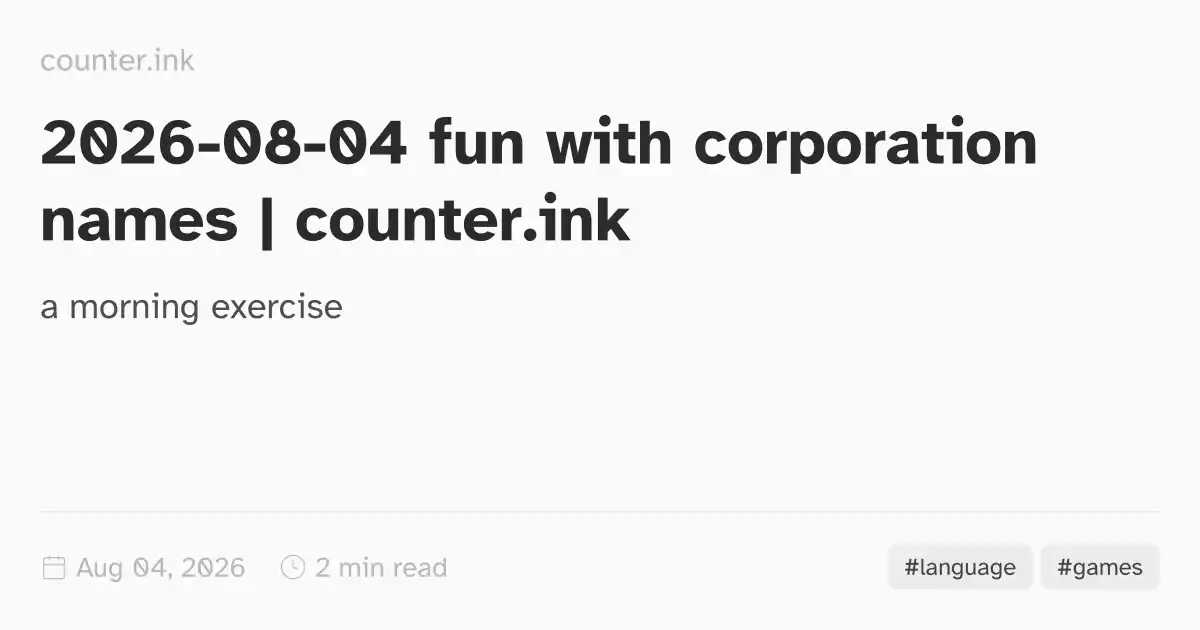 counter.ink
2026-08-04 fun with corporation
names | counter.ink
a morning exercise
Aug 04, 2026 2 min read #language #games